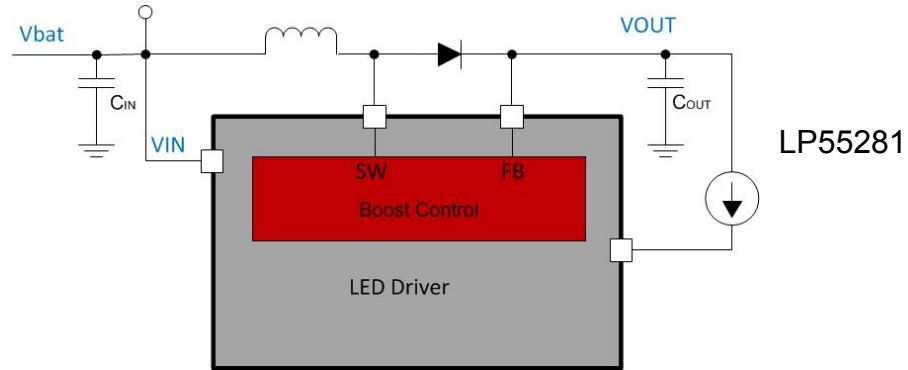 Vbat
VOUT
CIN
COUT
LP55281
VIN
SW
FB
Boost Control
LED Driver